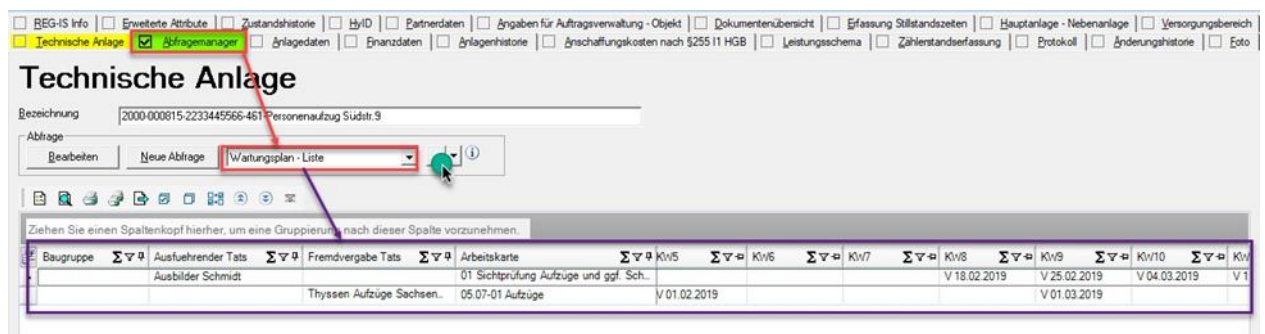 REG-IS Info Erweiterte Attribute Zustandshistorie HyID Partnerdaten Angaben für Auftragsverwaltung - Objekt Dokumentenübersicht Erfassung Stillstandszeiten Hauptanlage - Nebenanlage Versorgungsbereich
Technische Anlage Abfragemanager Anlagedaten Finanzdaten Anlagenhistorie Anschaffungskosten nach §255 I1 HGB Leistungsschema Zählerstandserfassung Protokoll Änderungshistorie Foto
Technische Anlage
Bezeichnung 2000-000815-2233445566-461-Personenaufzug Südstr.9
Abfrage
Bearbeiten Neue Abfrage Wartungsplan - Liste
Ziehen Sie einen Spaltenkopf hierher, um eine Gruppierung nach dieser Spalte vorzunehmen.
Baugruppe Ausfuehrender Tats Fremdvergabe Tats Arbeitskarte KW5 KW6 KW7 KW8 KW9 KW10 KW
Ausbilder Schmidt 01 Sichtprüfung Aufzüge und ggf. Sch... V 18.02.2019 V 25.02.2019 V 04.03.2019 V 1
Thyssen Aufzüge Sachsen... 05.07-01 Aufzüge V 01.02.2019 V 01.03.2019